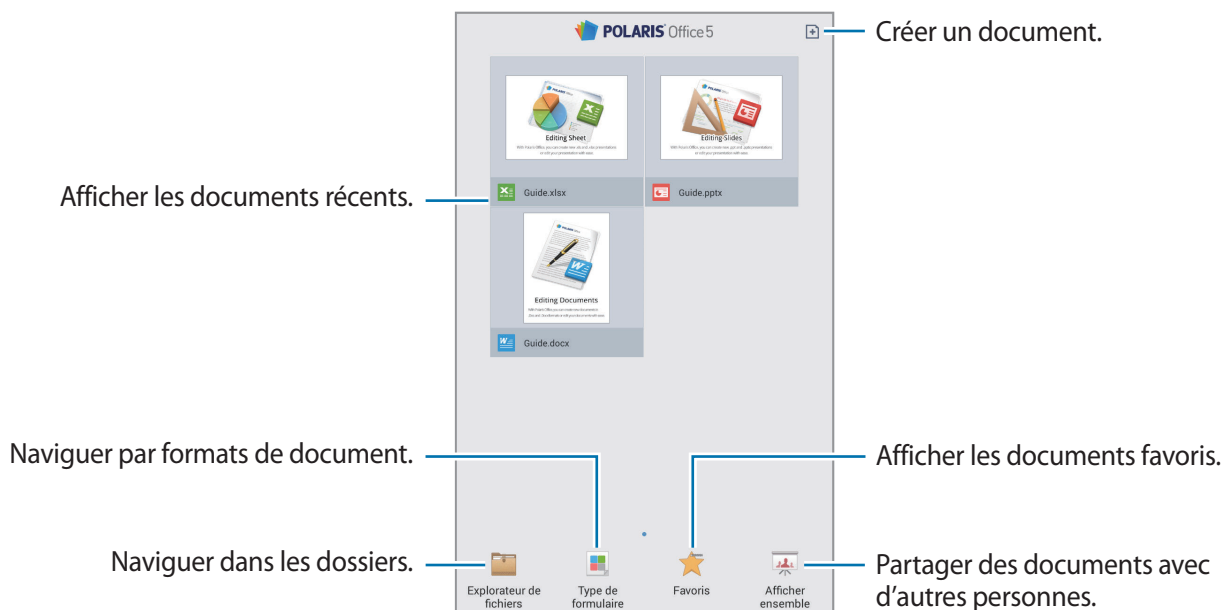 POLARIS Office 5
Créer un document.
Editing Sheet
Editing Slides
Afficher les documents récents.
Guide.xlsx
Guide.pptx
Editing Documents
Guide.docx
Naviguer par formats de document.
Afficher les documents favoris.
Naviguer dans les dossiers.
Explorateur de
fichiers
Type de
formulaire
Favoris
Afficher
ensemble
Partager des documents avec
d'autres personnes.